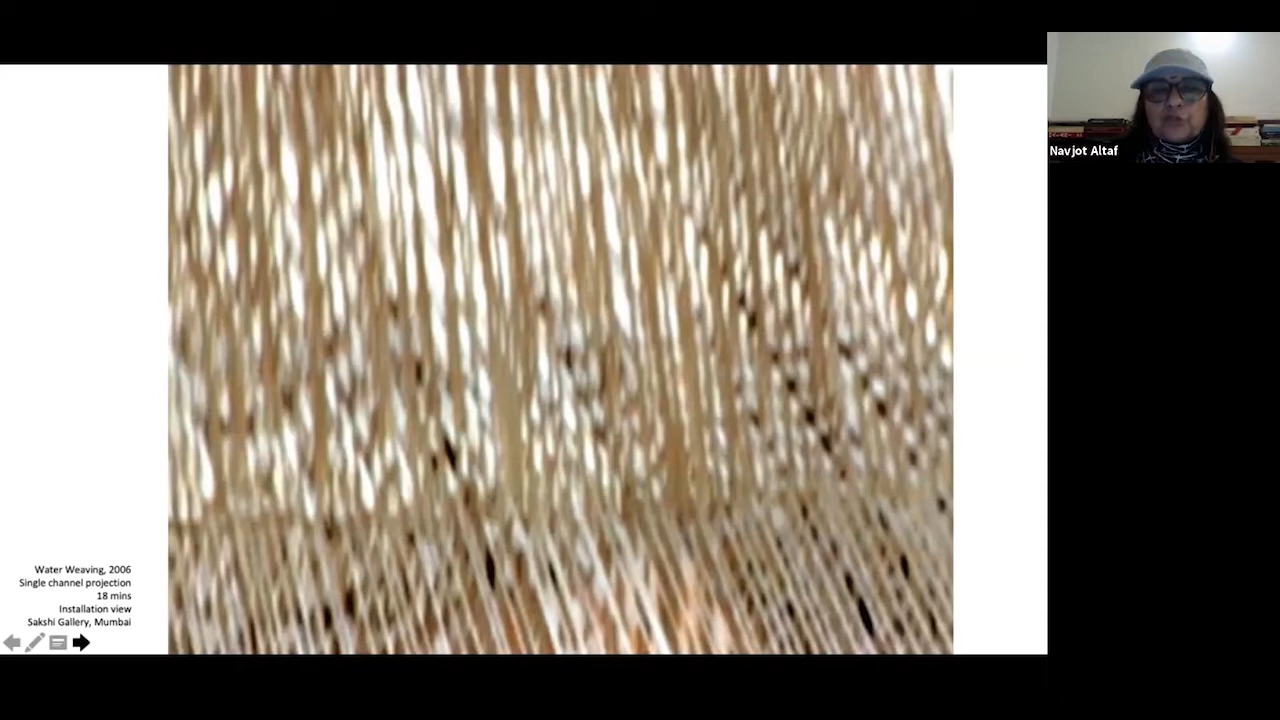 Navjot Altaf
Water Weaving, 2006
Single channel projection
18 mins
Installation view
Sakshi Gallery, Mumbai